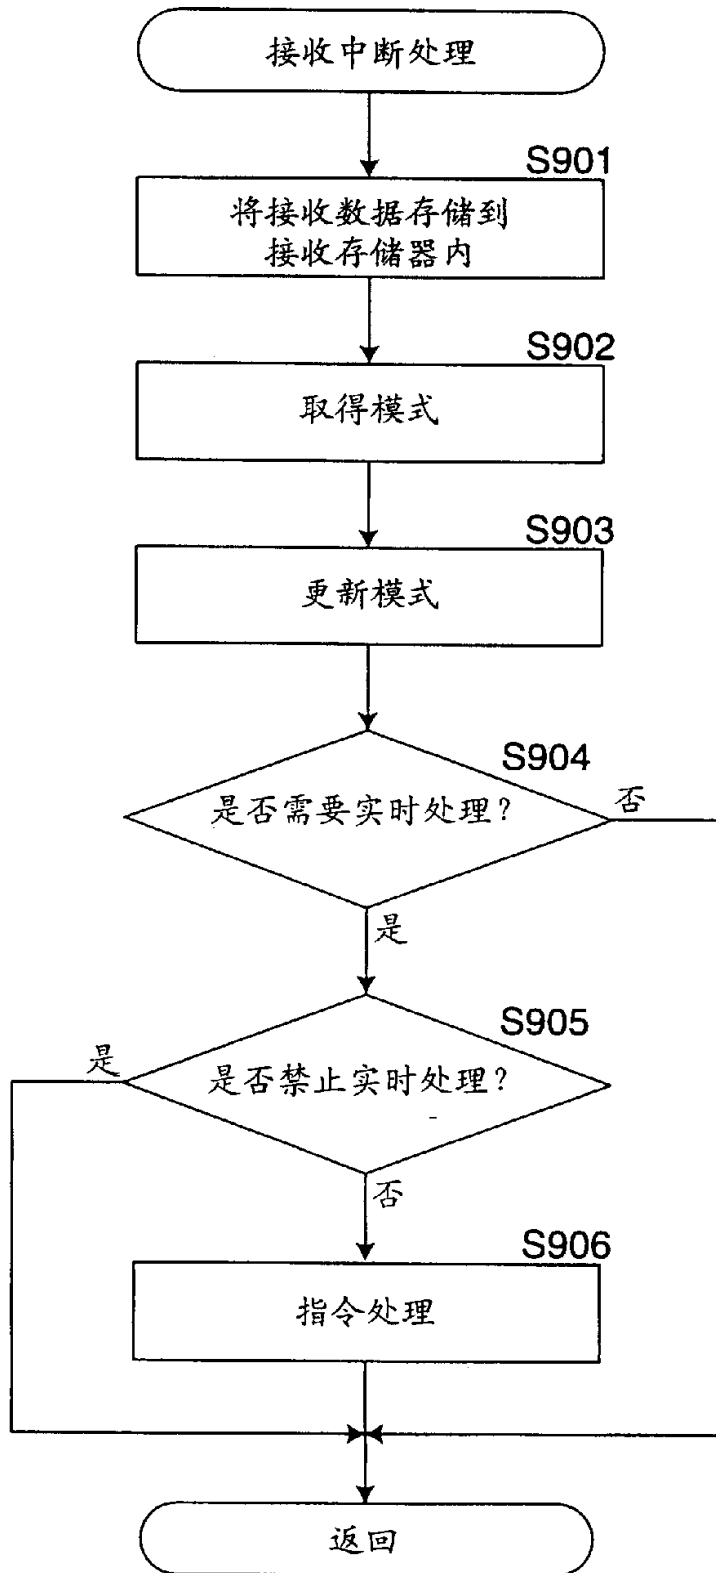 接收中断处理
S901
将接收数据存储到
接收存储器内
S902
取得模式
S903
更新模式
S904
是否需要实时处理?
否
是
S905
是
是否禁止实时处理?
否
S906
指令处理
返回